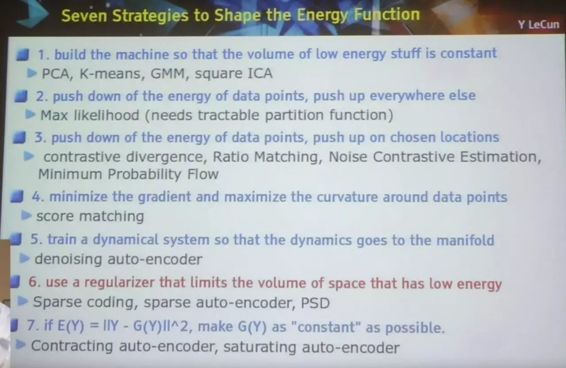 Seven Strategies to Shape the Energy Function
Y LeCun
1. build the machine so that the volume of low energy stuff is constant
PCA, K-means, GMM, square ICA
2. push down of the energy of data points, push up everywhere else
Max likelihood (needs tractable partition function)
3. push down of the energy of data points, push up on chosen locations
contrastive divergence, Ratio Matching, Noise Contrastive Estimation,
Minimum Probability Flow
4. minimize the gradient and maximize the curvature around data points
score matching
5. train a dynamical system so that the dynamics goes to the manifold
denoising auto-encoder
6. use a regularizer that limits the volume of space that has low energy
Sparse coding, sparse auto-encoder, PSD
7. if E(Y) = ||Y - G(Y)||^2, make G(Y) as "constant" as possible.
Contracting auto-encoder, saturating auto-encoder